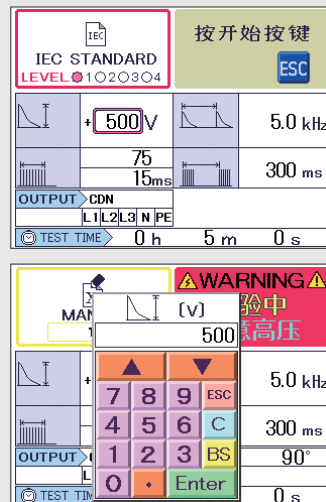 IEC
IEC STANDARD
LEVEL 1 2 3 4
按开始按键
ESC
+ 500 V
5.0 kHz
75
15ms
300 ms
OUTPUT CDN
L1 L2 L3 N PE
TEST TIME 0 h 5 m 0 s
WARNING
MAN
验中
意高压
[V]
500
+
5.0 kHz
7 8 9 ESC
4 5 6 C
300 ms
1 2 3 BS
OUTPUT
90°
L
0 . Enter
TEST TIM
0 s